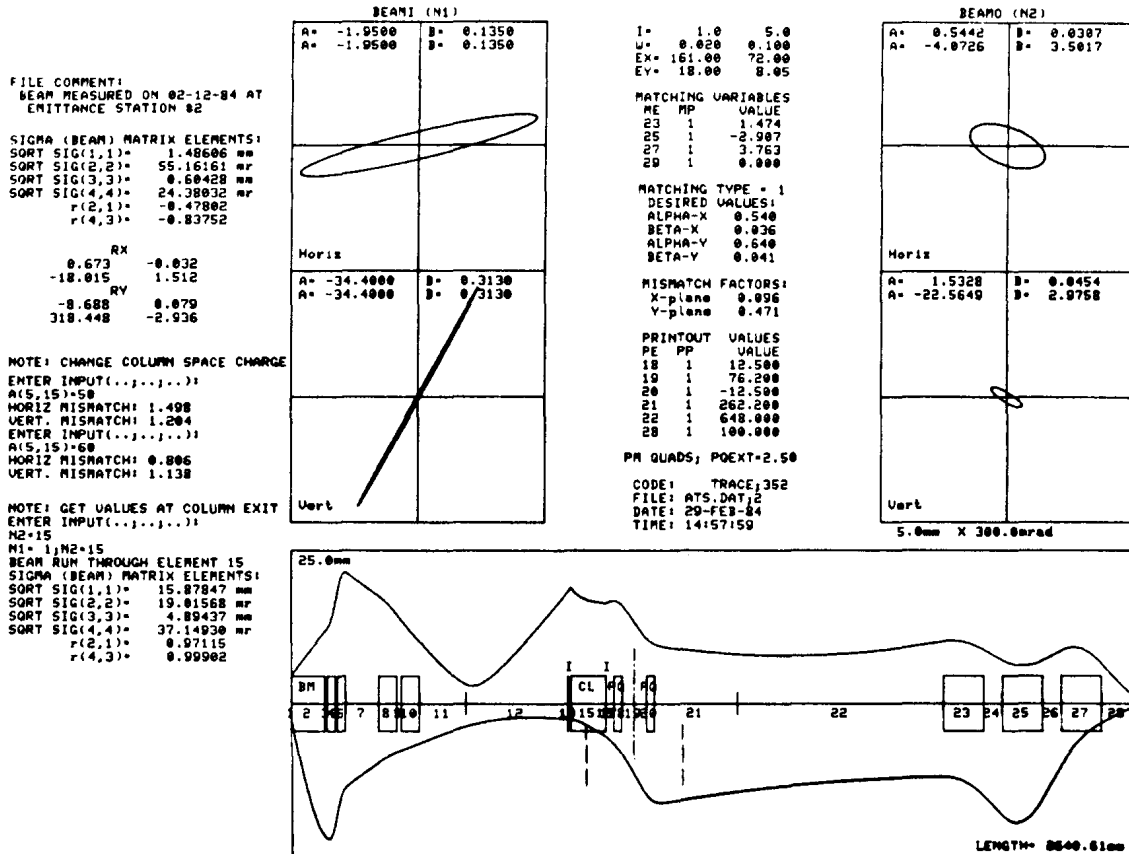 BEAMI (N1)
A= -1.9500 B= 0.1350
A= -1.9500 B= 0.1350
Horiz
A= -34.4000 B= 0.3130
A= -34.4000 B= 0.3130
Vert
FILE COMMENT:
BEAM MEASURED ON 02-12-84 AT
EMITTANCE STATION #2
SIGMA (BEAM) MATRIX ELEMENTS:
SQRT SIG(1,1)= 1.48606 mm
SQRT SIG(2,2)= 55.16161 mr
SQRT SIG(3,3)= 0.60428 mm
SQRT SIG(4,4)= 24.38032 mr
r(2,1)= -0.47802
r(4,3)= -0.83752
RX
0.673 -0.032
-18.015 1.512
RY
-8.688 0.079
318.448 -2.936
NOTE: CHANGE COLUMN SPACE CHARGE
ENTER INPUT(..;..;..):
A(5,15)=50
HORIZ MISMATCH: 1.498
VERT. MISMATCH: 1.204
ENTER INPUT(..;..;..):
A(5,15)=60
HORIZ MISMATCH: 0.806
VERT. MISMATCH: 1.138
NOTE: GET VALUES AT COLUMN EXIT
ENTER INPUT(..;..;..):
N2=15
N1= 1;N2=15
BEAM RUN THROUGH ELEMENT 15
SIGMA (BEAM) MATRIX ELEMENTS:
SQRT SIG(1,1)= 15.87847 mm
SQRT SIG(2,2)= 19.01568 mr
SQRT SIG(3,3)= 4.89437 mm
SQRT SIG(4,4)= 37.14930 mr
r(2,1)= 0.97115
r(4,3)= 0.99902
I= 1.0 5.0
W= 0.020 0.100
EX= 161.00 72.00
EY= 18.00 8.05
MATCHING VARIABLES
ME MP VALUE
23 1 1.474
25 1 -2.907
27 1 3.763
29 1 0.000
MATCHING TYPE = 1
DESIRED VALUES:
ALPHA-X 0.540
BETA-X 0.036
ALPHA-Y 0.640
BETA-Y 0.041
MISMATCH FACTORS:
X-plane 0.096
Y-plane 0.471
PRINTOUT VALUES
PE PP VALUE
18 1 12.500
19 1 76.200
20 1 -12.500
21 1 262.200
22 1 648.000
28 1 100.000
PM QUADS; PQEXT=2.50
CODE: TRACE;352
FILE: ATS.DAT;2
DATE: 29-FEB-84
TIME: 14:57:59
BEAMO (N2)
A= 0.5442 B= 0.0307
A= -4.0726 B= 3.5017
Horiz
A= 1.5328 B= 0.0454
A= -22.5649 B= 2.9758
Vert
5.0mm X 300.0mrad
25.0mm
I I
BM CL
1 2 7 8 10 11 12 15 18 19 20 21 22 23 24 25 26 27 28
LENGTH= 2640.61mm